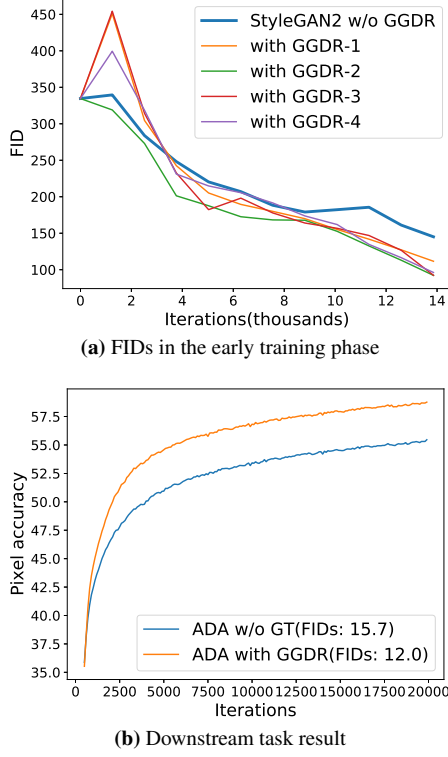 450
400
350
300
250
200
150
100
FID
StyleGAN2 w/o GGDR
with GGDR-1
with GGDR-2
with GGDR-3
with GGDR-4
0 2 4 6 8 10 12 14
Iterations(thousands)
(a) FIDs in the early training phase
57.5
55.0
52.5
50.0
47.5
45.0
42.5
40.0
37.5
35.0
Pixel accuracy
ADA w/o GT(FIDs: 15.7)
ADA with GGDR(FIDs: 12.0)
0 2500 5000 7500 10000 12500 15000 17500 20000
Iterations
(b) Downstream task result